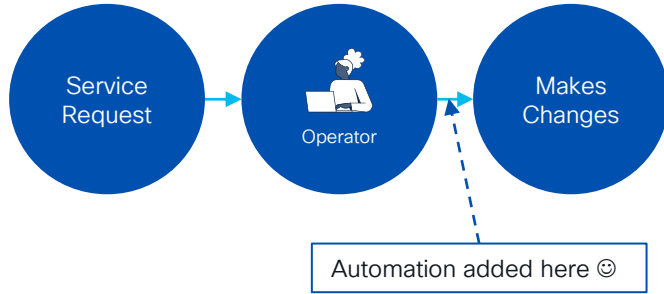 Service
Request
Operator
Makes
Changes
Automation added here ☺